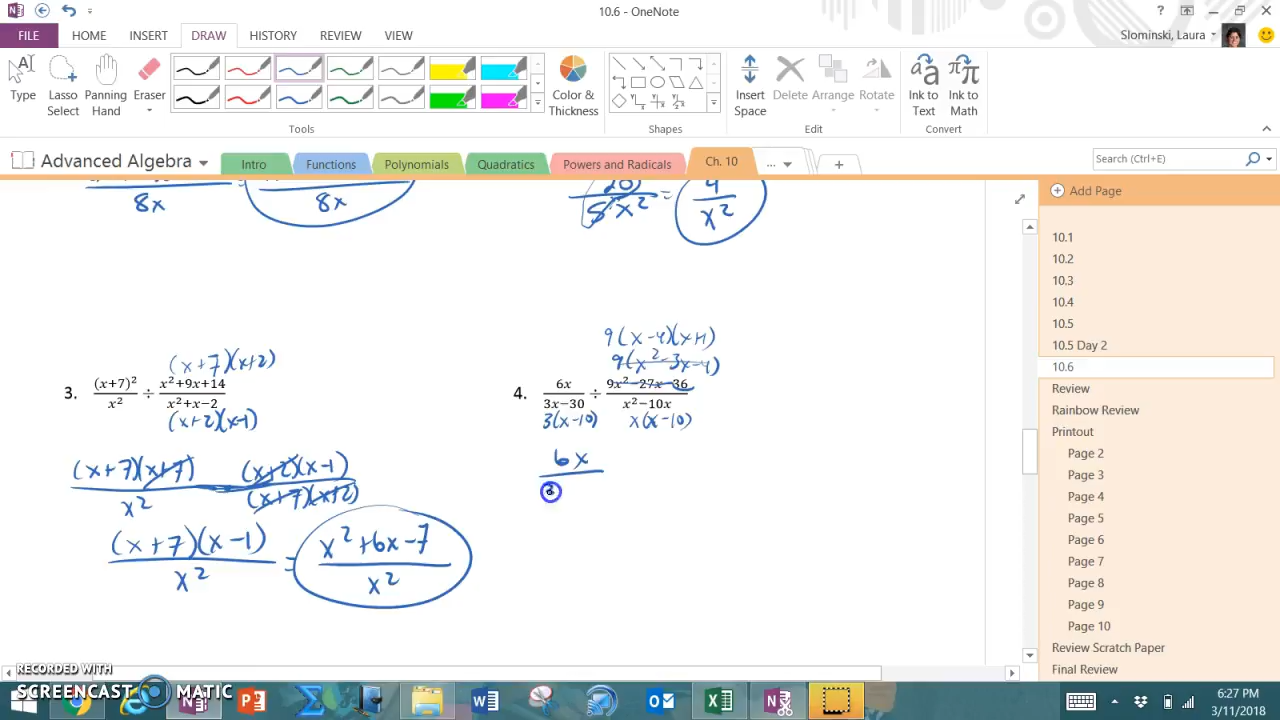 10.6 - OneNote
FILE HOME INSERT DRAW HISTORY REVIEW VIEW
Slominski, Laura
Type Lasso Select Panning Hand Eraser
Color & Thickness
Insert Space Delete Arrange Rotate
Ink to Text Ink to Math
Tools Shapes Edit Convert
Advanced Algebra Intro Functions Polynomials Quadratics Powers and Radicals Ch. 10 ... +
Search (Ctrl+E)
Add Page
10.1
10.2
10.3
10.4
10.5
10.5 Day 2
10.6
Review
Rainbow Review
Printout
Page 2
Page 3
Page 4
Page 5
Page 6
Page 7
Page 8
Page 9
Page 10
Review Scratch Paper
Final Review
8x 8x
20/5x² = 4/x²
(x+7)(x+2)
3. (x+7)²/x² ÷ x²+9x+14/x²+x−2
(x+2)(x-1)
(x+7)(x+7)/x² (x+2)(x-1)/(x+7)(x+2)
(x+7)(x-1)/x² = x²+6x-7/x²
9(x-4)(x+1)
9(x²-3x-4)
4. 6x/3x−30 ÷ 9x²−27x−36/x²−10x
3(x-10) x(x-10)
6x
3
RECORDED WITH
SCREENCAST MATIC
6:27 PM
3/11/2018